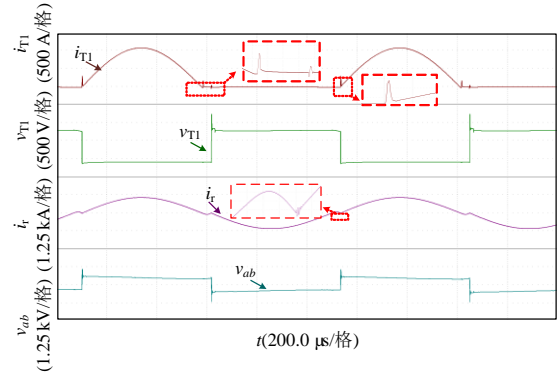 i_T1
(500 A/格)
i_T1
v_T1
(500 V/格)
v_T1
i_r
(1.25 kA/格)
i_r
v_ab
(1.25 kV/格)
v_ab
t(200.0 μs/格)